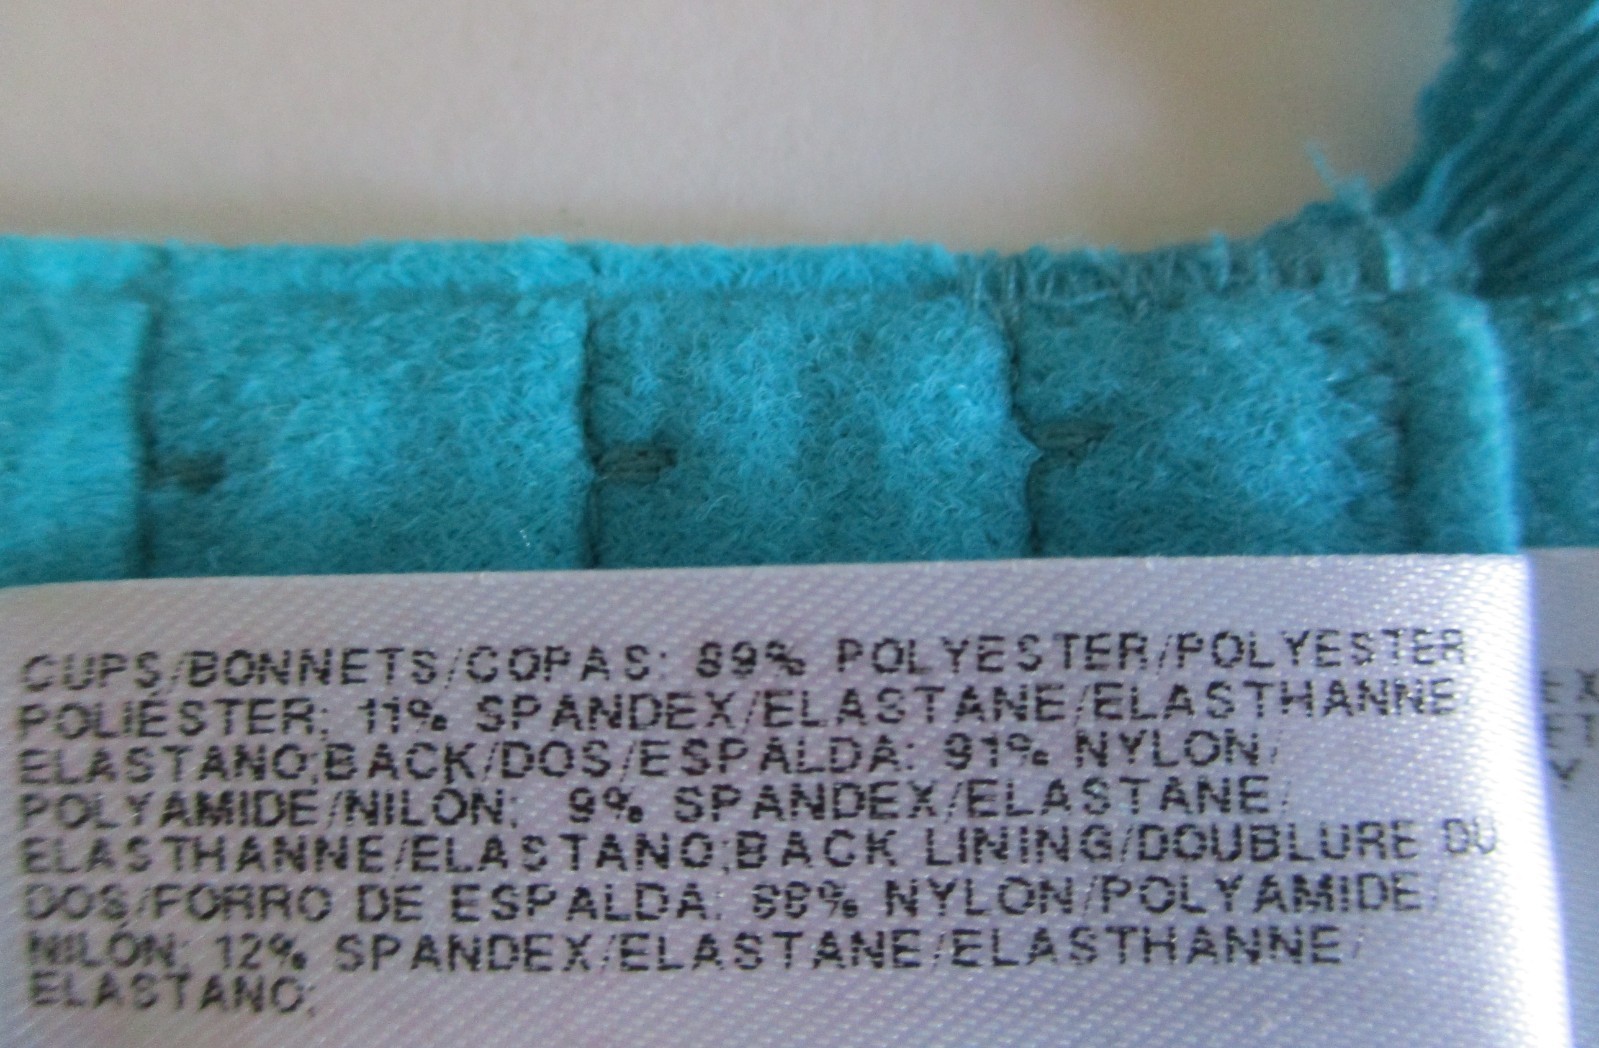 CUPS/BONNETS/COPAS: 89% POLYESTER/POLYESTER
POLIÉSTER; 11% SPANDEX/ELASTANE/ELASTHANNE
ELASTANO;BACK/DOS/ESPALDA: 91% NYLON/
POLYAMIDE/NILÓN; 9% SPANDEX/ELASTANE/
ELASTHANNE/ELASTANO;BACK LINING/DOUBLURE DU
DOS/FORRO DE ESPALDA: 88% NYLON/POLYAMIDE/
NILÓN; 12% SPANDEX/ELASTANE/ELASTHANNE/
ELASTANO;